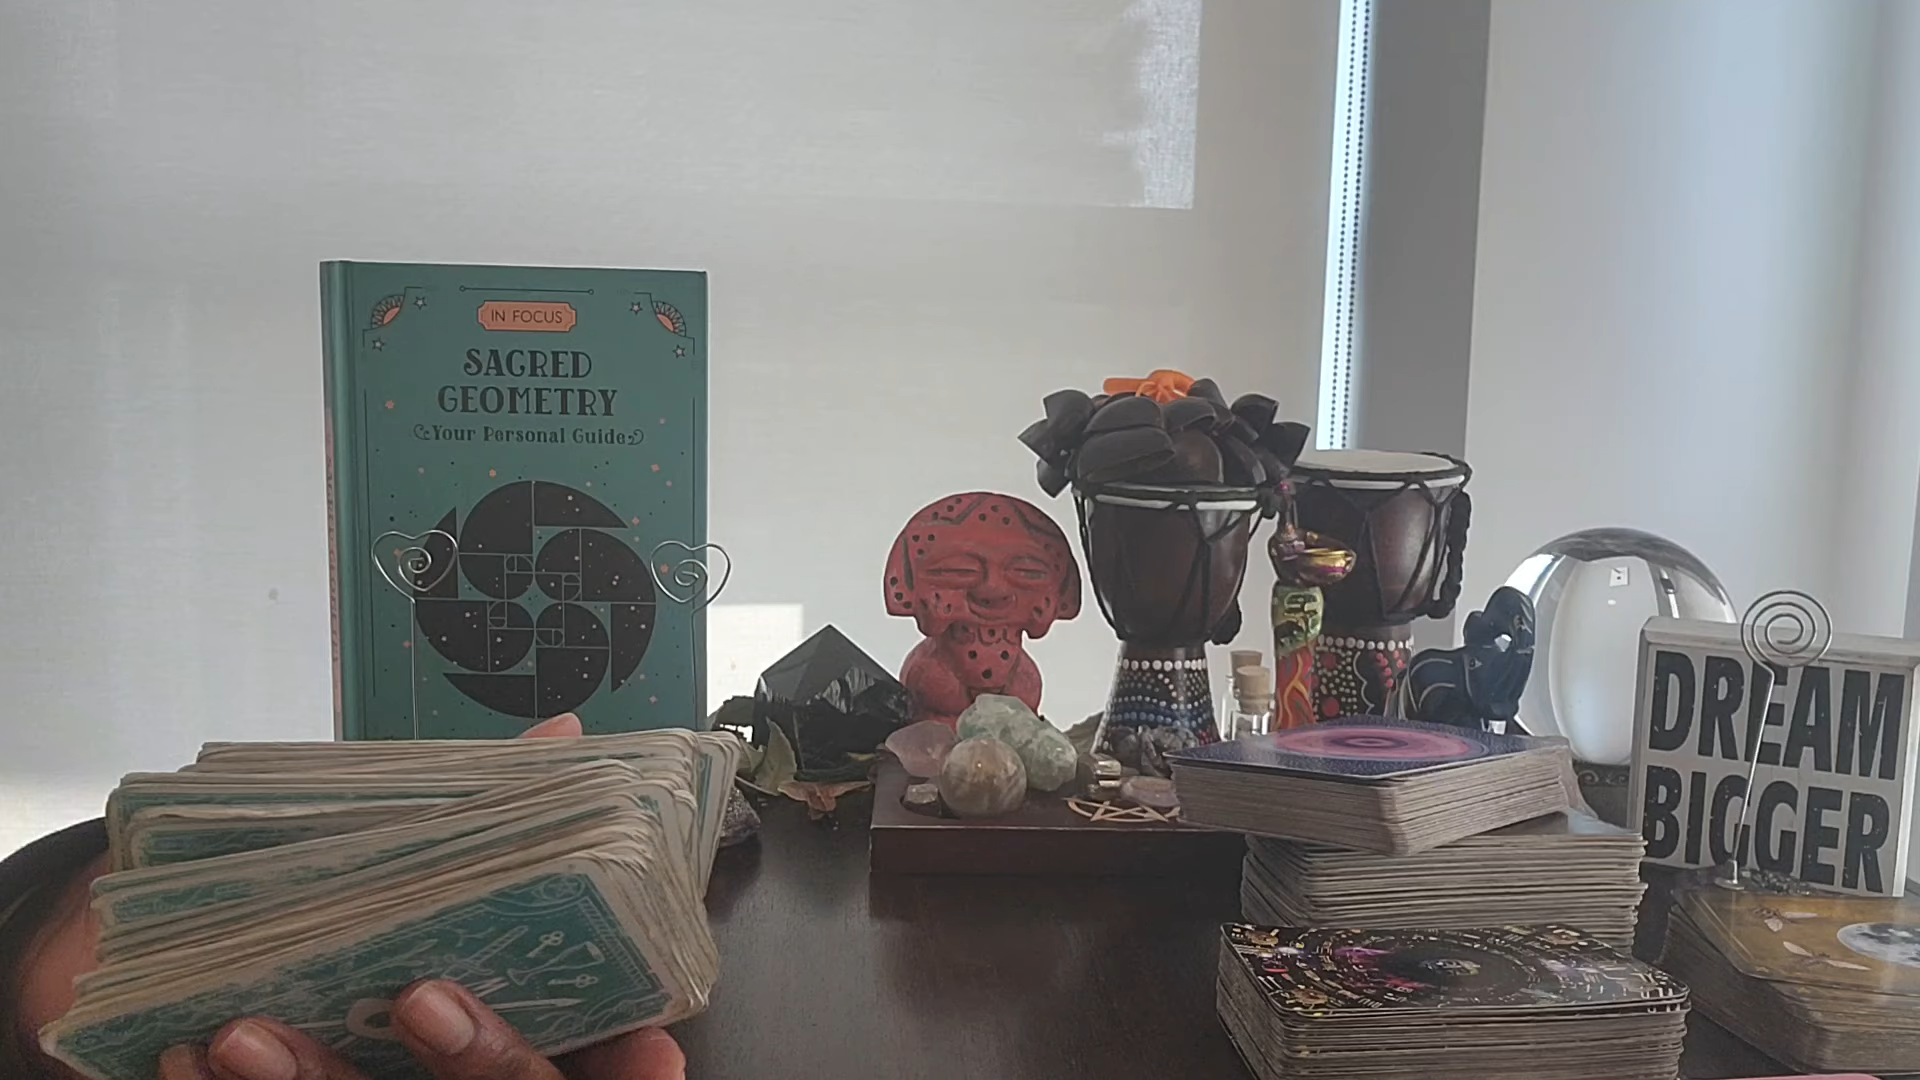 IN FOCUS
SACRED
GEOMETRY
Your Personal Guide
DREAM
BIGGER